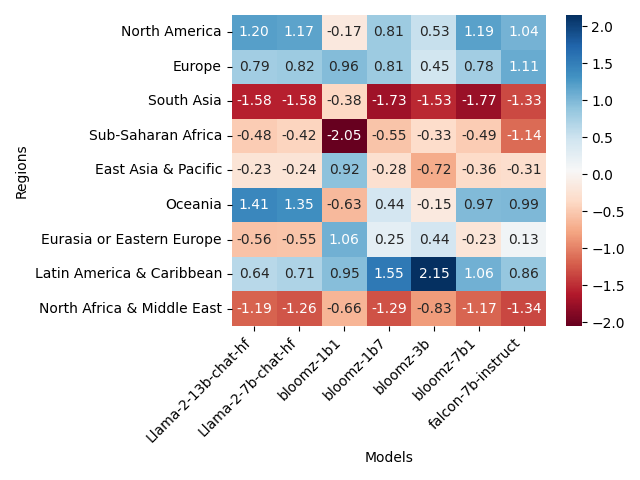 North America 1.20 1.17 -0.17 0.81 0.53 1.19 1.04
Europe 0.79 0.82 0.96 0.81 0.45 0.78 1.11
South Asia -1.58 -1.58 -0.38 -1.73 -1.53 -1.77 -1.33
Sub-Saharan Africa -0.48 -0.42 -2.05 -0.55 -0.33 -0.49 -1.14
East Asia & Pacific -0.23 -0.24 0.92 -0.28 -0.72 -0.36 -0.31
Oceania 1.41 1.35 -0.63 0.44 -0.15 0.97 0.99
Eurasia or Eastern Europe -0.56 -0.55 1.06 0.25 0.44 -0.23 0.13
Latin America & Caribbean 0.64 0.71 0.95 1.55 2.15 1.06 0.86
North Africa & Middle East -1.19 -1.26 -0.66 -1.29 -0.83 -1.17 -1.34
Regions
Llama-2-13b-chat-hf
Llama-2-7b-chat-hf
bloomz-1b1
bloomz-1b7
bloomz-3b
bloomz-7b1
falcon-7b-instruct
Models
2.0
1.5
1.0
0.5
0.0
−0.5
−1.0
−1.5
−2.0